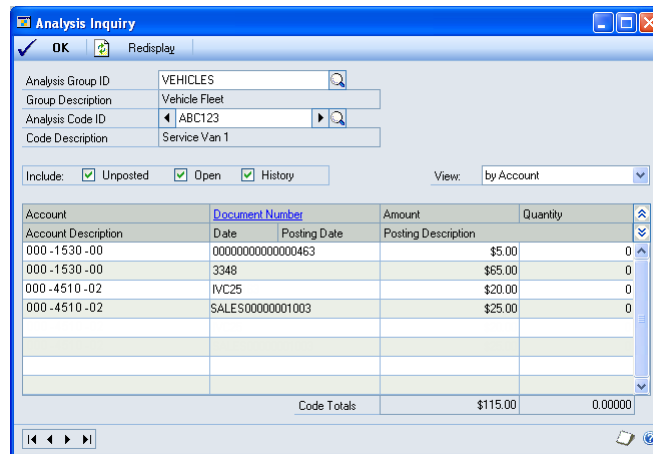 Analysis Inquiry
OK Redisplay
Analysis Group ID VEHICLES
Group Description Vehicle Fleet
Analysis Code ID ABC123
Code Description Service Van 1
Include: Unposted Open History View: by Account
Account Document Number Amount Quantity
Account Description Date Posting Date Posting Description
000 -1530 -00 00000000000000463 $5.00 0
000 -1530 -00 3348 $65.00 0
000 -4510 -02 IVC25 $20.00 0
000 -4510 -02 SALES00000001003 $25.00 0
Code Totals $115.00 0.00000